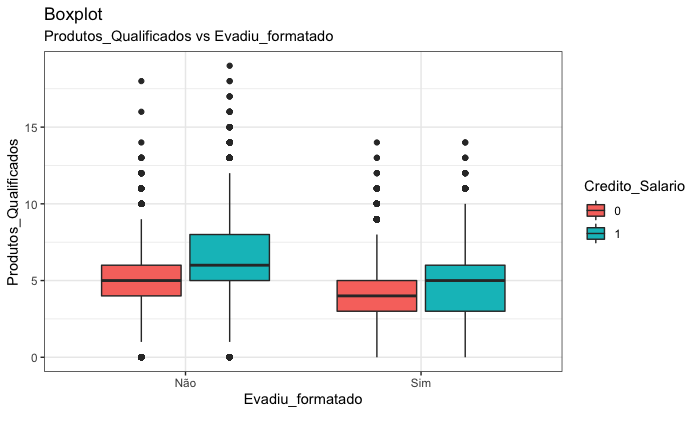 Boxplot
Produtos_Qualificados vs Evadiu_formatado
Produtos_Qualificados
15
10
5
0
Não
Sim
Evadiu_formatado
Credito_Salario
0
1